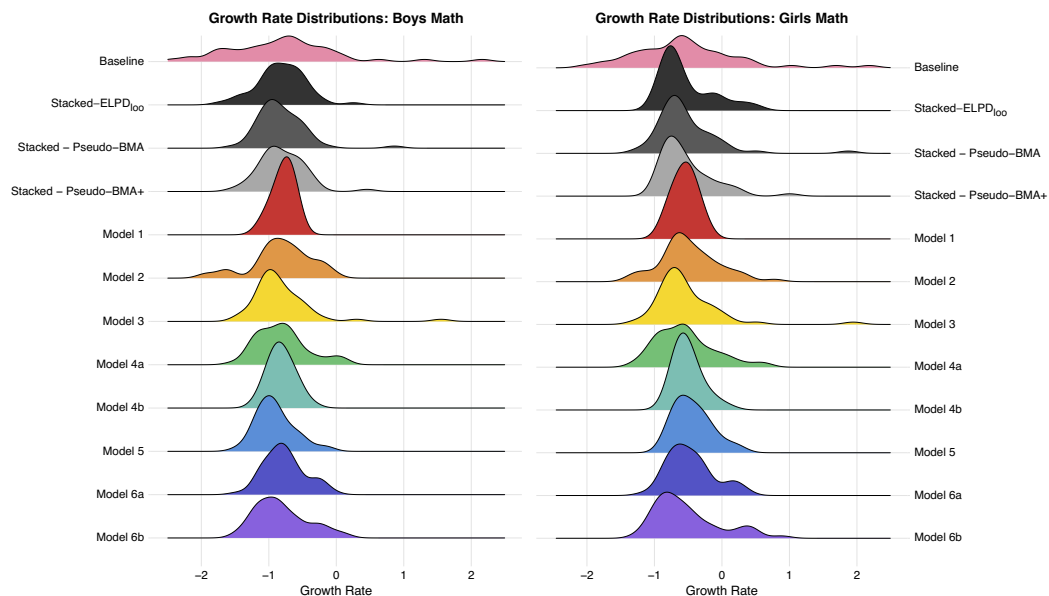 Growth Rate Distributions: Boys Math
Baseline
Stacked−ELPDloo
Stacked − Pseudo−BMA
Stacked − Pseudo−BMA+
Model 1
Model 2
Model 3
Model 4a
Model 4b
Model 5
Model 6a
Model 6b
−2 −1 0 1 2
Growth Rate
Growth Rate Distributions: Girls Math
Baseline
Stacked−ELPDloo
Stacked − Pseudo−BMA
Stacked − Pseudo−BMA+
Model 1
Model 2
Model 3
Model 4a
Model 4b
Model 5
Model 6a
Model 6b
−2 −1 0 1 2
Growth Rate